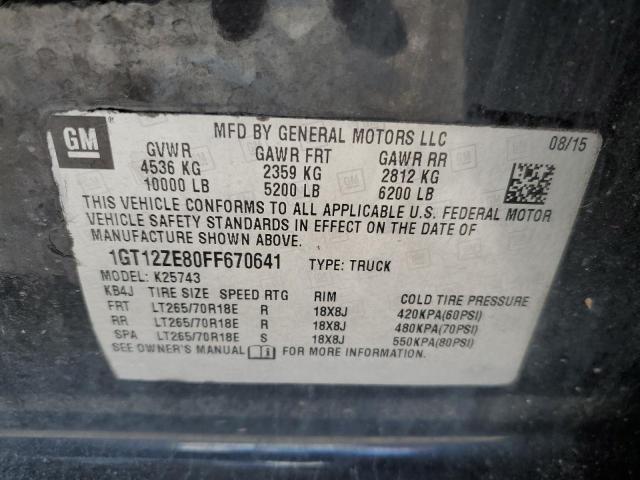 GM
MFD BY GENERAL MOTORS LLC
08/15
GVWR GAWR FRT GAWR RR
4536 KG 2359 KG 2812 KG
10000 LB 5200 LB 6200 LB
THIS VEHICLE CONFORMS TO ALL APPLICABLE U.S. FEDERAL MOTOR
VEHICLE SAFETY STANDARDS IN EFFECT ON THE DATE OF
MANUFACTURE SHOWN ABOVE.
1GT12ZE80FF670641 TYPE: TRUCK
MODEL: K25743
KB4J TIRE SIZE SPEED RTG RIM COLD TIRE PRESSURE
FRT LT265/70R18E R 18X8J 420KPA(60PSI)
RR LT265/70R18E R 18X8J 480KPA(70PSI)
SPA LT265/70R18E S 18X8J 550KPA(80PSI)
SEE OWNER'S MANUAL FOR MORE INFORMATION.